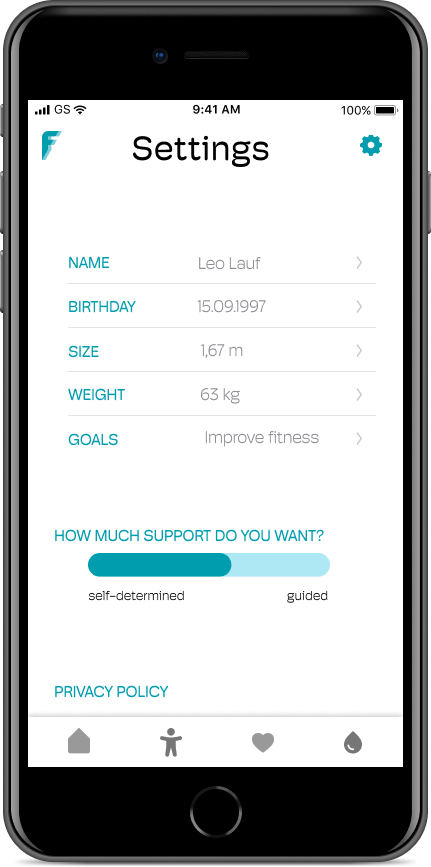 GS 9:41 AM 100%
F Settings
NAME Leo Lauf
BIRTHDAY 15.09.1997
SIZE 1,67 m
WEIGHT 63 kg
GOALS Improve fitness
HOW MUCH SUPPORT DO YOU WANT?
self-determined guided
PRIVACY POLICY